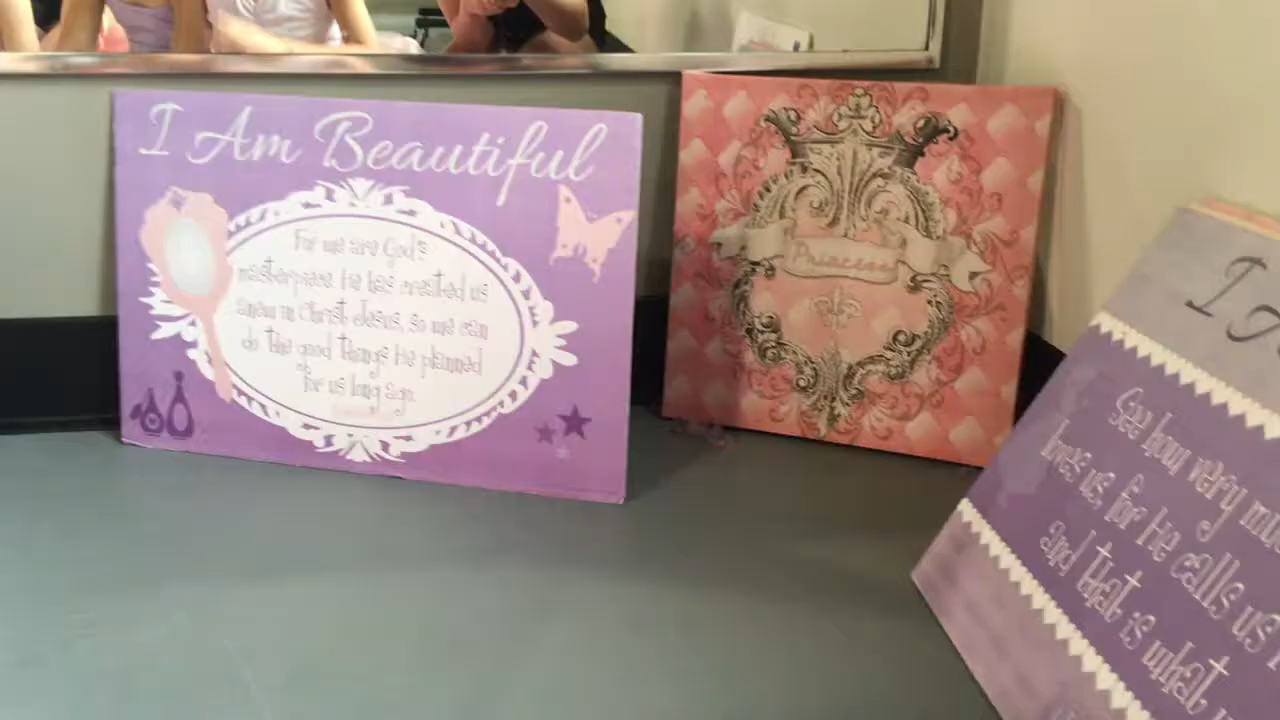 I Am Beautiful
For we are God's
masterpiece. He has created us
anew in Christ Jesus, so we can
do the good things He planned
for us long ago.
Princess
I
See how very
loves us, for He calls us
and that is what